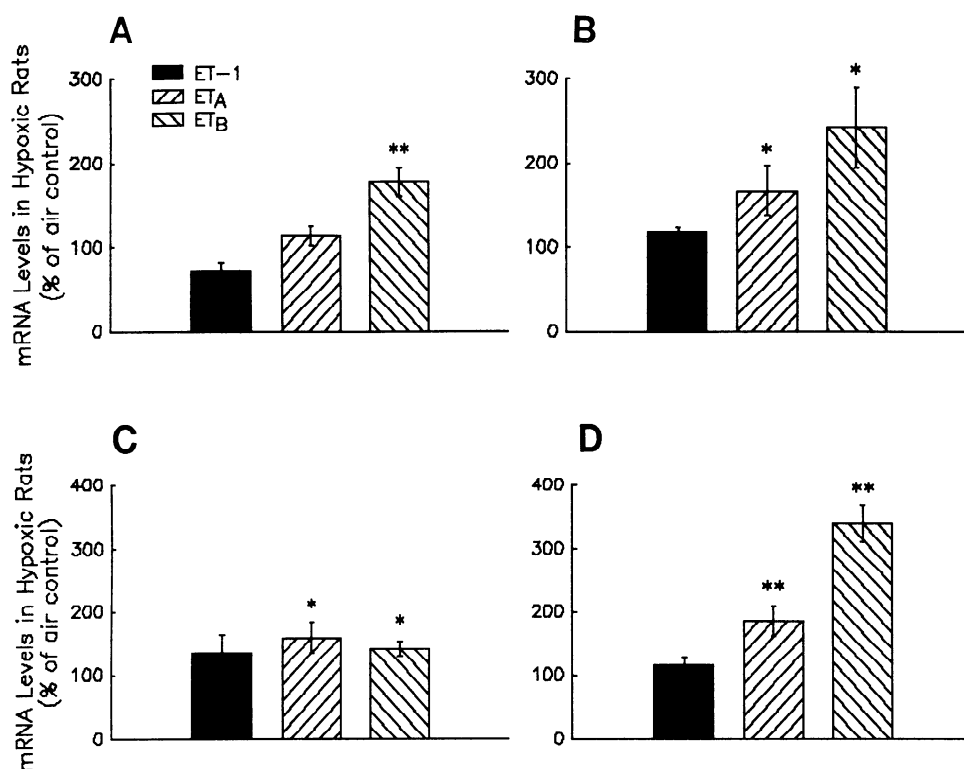 A
B
mRNA Levels in Hypoxic Rats
(% of air control)
300
200
100
0
ET-1
ETA
ETB
**
300
200
100
0
*
*
C
D
mRNA Levels in Hypoxic Rats
(% of air control)
400
300
200
100
0
*
*
400
300
200
100
0
**
**